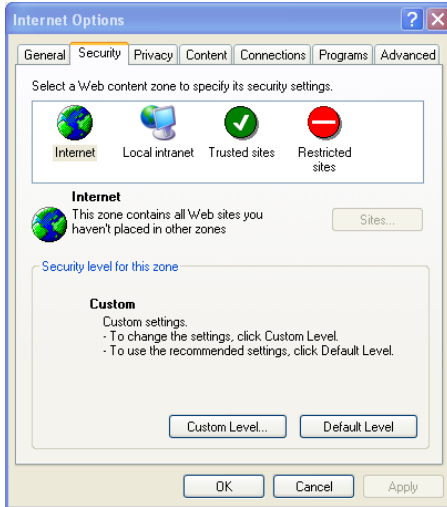 Internet Options
General Security Privacy Content Connections Programs Advanced
Select a Web content zone to specify its security settings.
Internet Local intranet Trusted sites Restricted
sites
Internet
This zone contains all Web sites you
haven't placed in other zones
Sites...
Security level for this zone
Custom
Custom settings.
- To change the settings, click Custom Level.
- To use the recommended settings, click Default Level.
Custom Level... Default Level
OK Cancel Apply